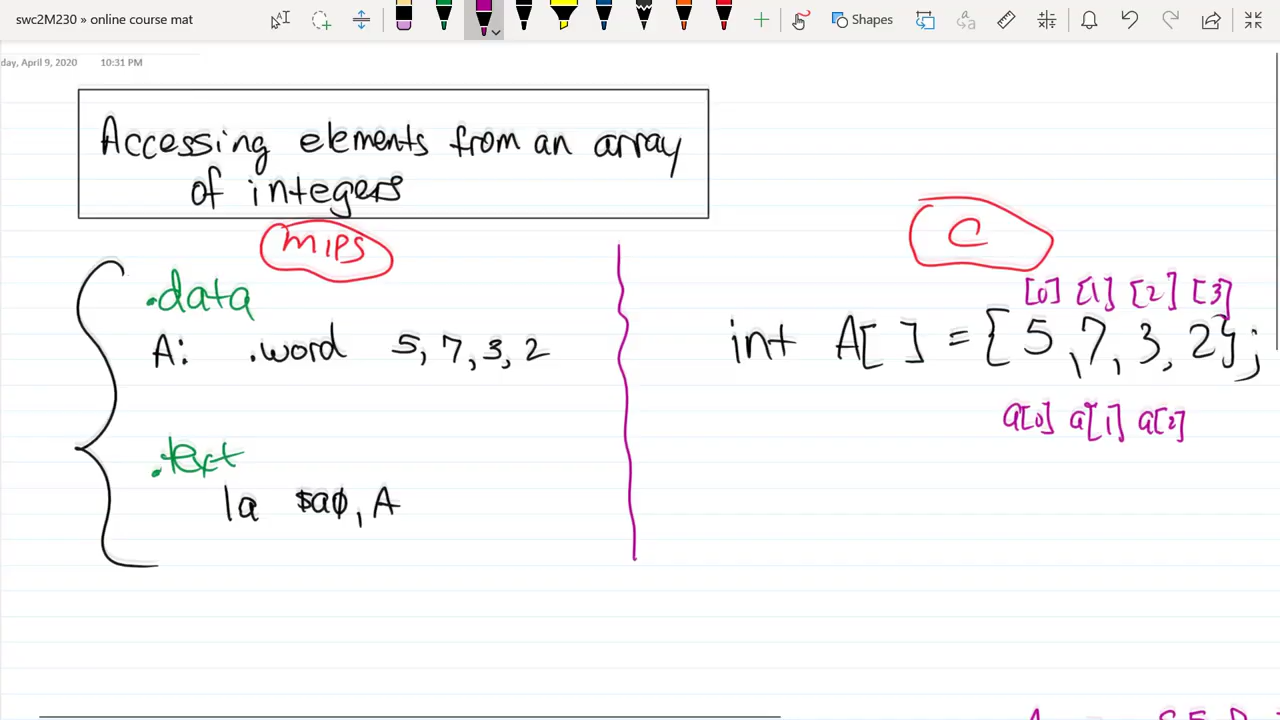 swc2M230 » online course mat
Shapes
day, April 9, 2020 10:31 PM
Accessing elements from an array
of integers
MIPS
C
.data
[0] [1] [2] [3]
A: .word 5, 7, 3, 2
int A[ ] = { 5, 7, 3, 2};
a[0] a[1] a[2]
.text
la $a0, A